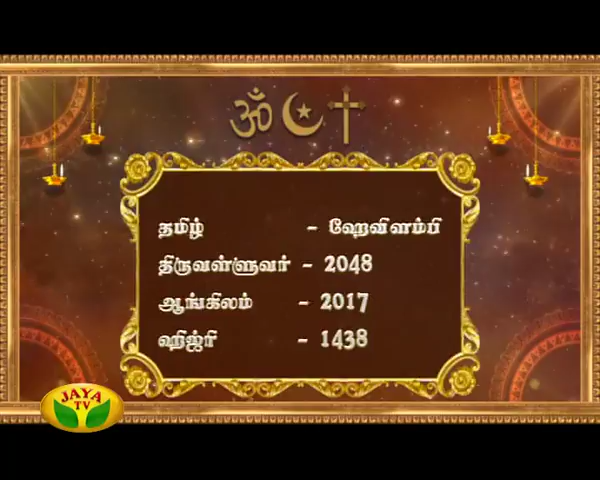 ௐ
தமிழ் - ஹேவிளம்பி
திருவள்ளுவர் - 2048
ஆங்கிலம் - 2017
ஹிஜ்ரி - 1438
JAYA
TV